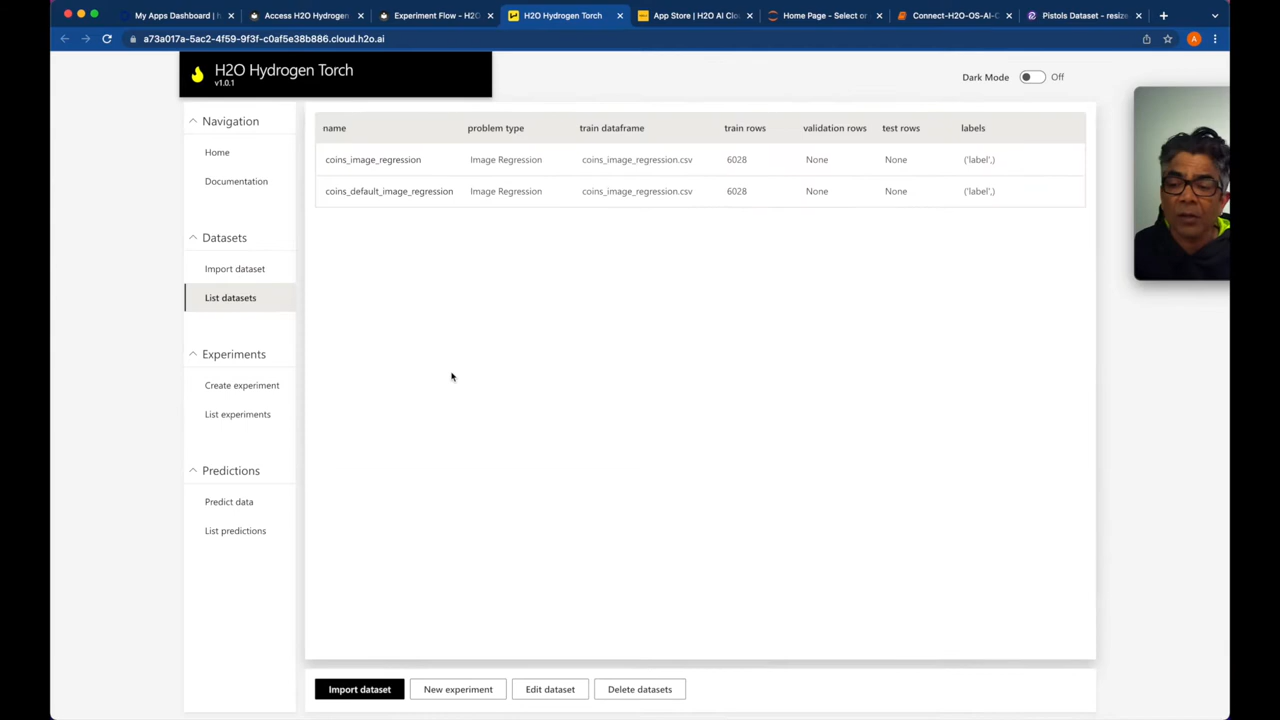 My Apps Dashboard | h
Access H2O Hydrogen
Experiment Flow - H2O
H2O Hydrogen Torch
App Store | H2O AI Clo
Home Page - Select or
Connect-H2O-OS-AI-C
Pistols Dataset - resize
a73a017a-5ac2-4f59-9f3f-c0af5e38b886.cloud.h2o.ai
A
H2O Hydrogen Torch
v1.0.1
Dark Mode Off
Navigation
Home
Documentation
Datasets
Import dataset
List datasets
Experiments
Create experiment
List experiments
Predictions
Predict data
List predictions
name problem type train dataframe train rows validation rows test rows labels
coins_image_regression Image Regression coins_image_regression.csv 6028 None None ('label',)
coins_default_image_regression Image Regression coins_image_regression.csv 6028 None None ('label',)
Import dataset New experiment Edit dataset Delete datasets